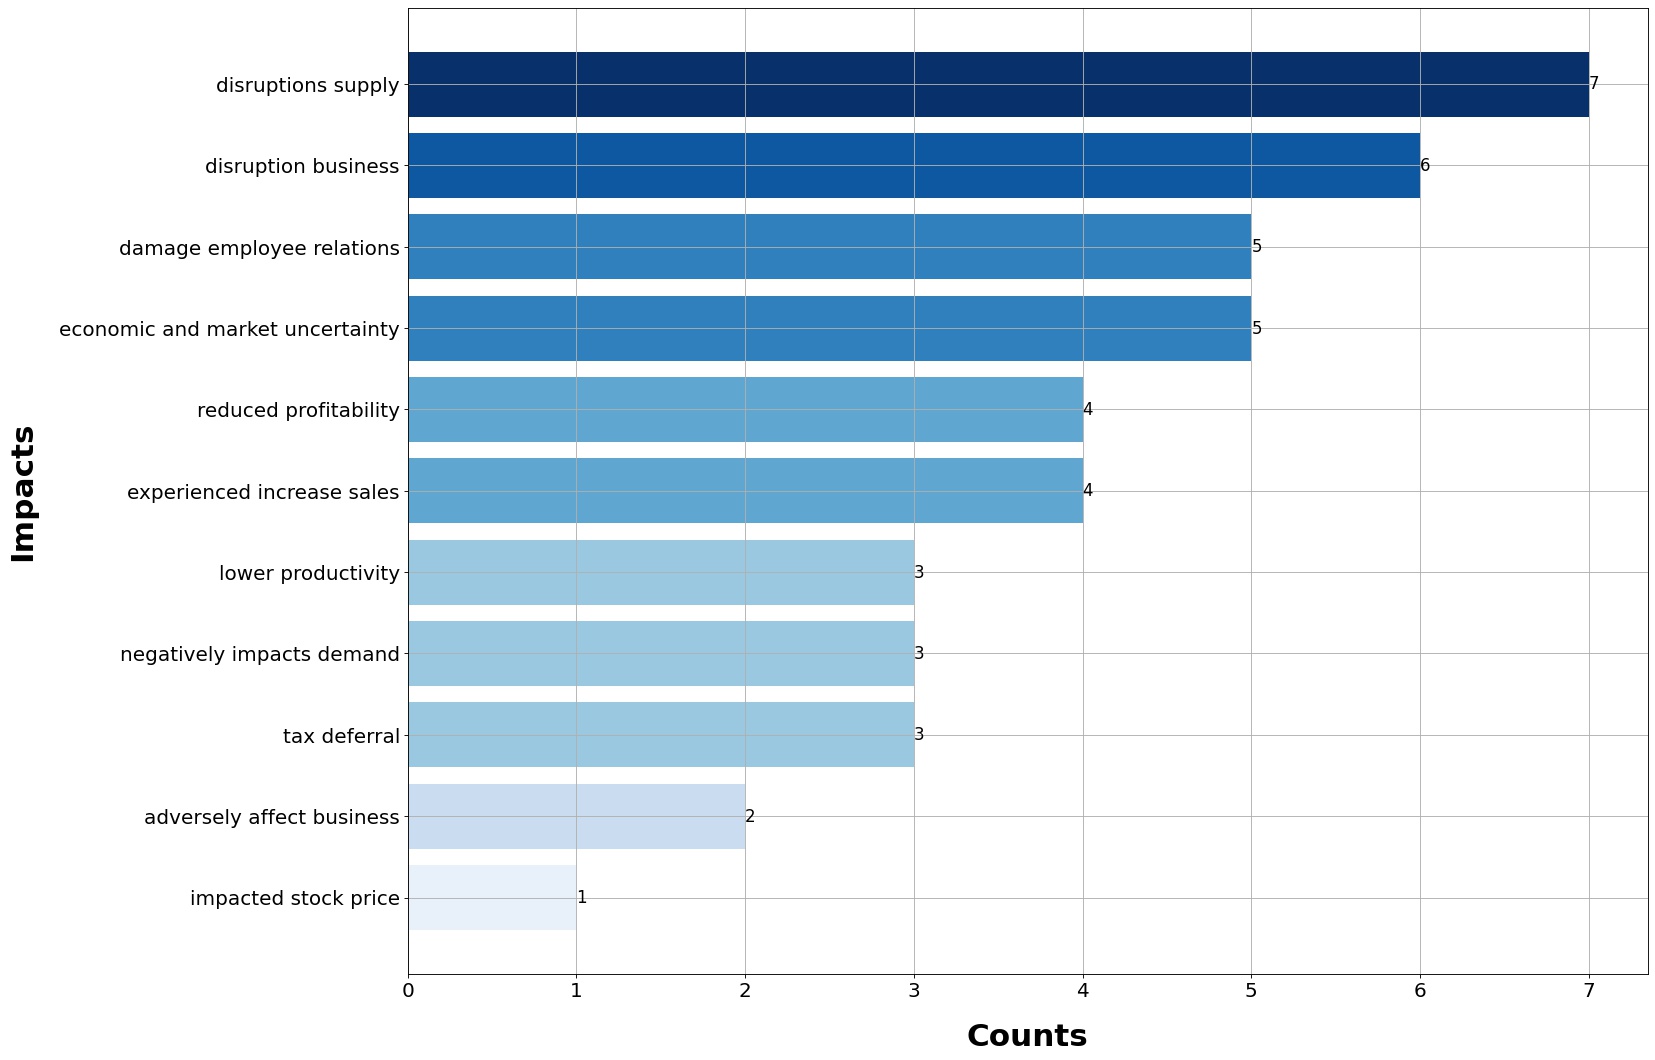 disruptions supply
7
disruption business
6
damage employee relations
5
economic and market uncertainty
5
reduced profitability
4
experienced increase sales
4
lower productivity
3
negatively impacts demand
3
tax deferral
3
adversely affect business
2
impacted stock price
1
Impacts
0 1 2 3 4 5 6 7
Counts